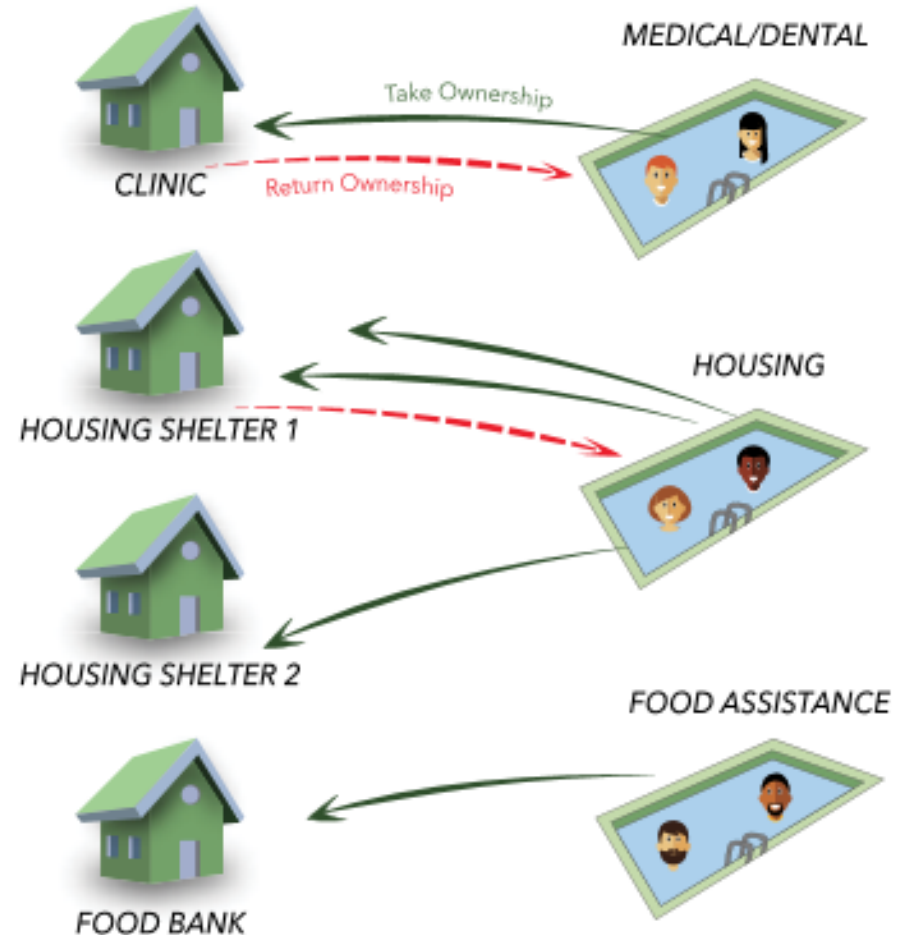 MEDICAL/DENTAL
Take Ownership
CLINIC
Return Ownership
HOUSING
HOUSING SHELTER 1
HOUSING SHELTER 2
FOOD ASSISTANCE
FOOD BANK